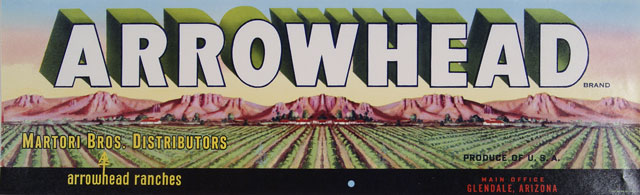 ARROWHEAD
BRAND
MARTORI BROS. DISTRIBUTORS
arrowhead ranches
PRODUCE OF U. S. A.
MAIN OFFICE
GLENDALE, ARIZONA